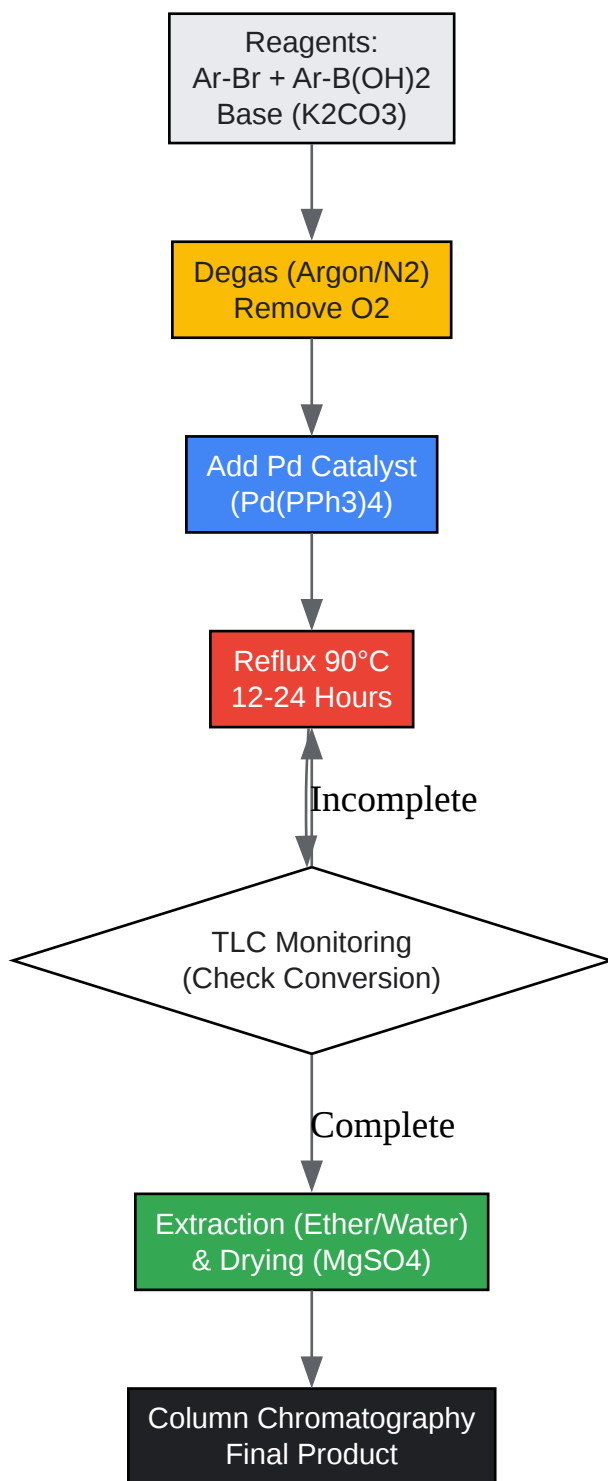 Reagents:
Ar-Br + Ar-B(OH)2
Base (K2CO3)
Degas (Argon/N2)
Remove O2
Add Pd Catalyst
(Pd(PPh3)4)
Reflux 90°C
12-24 Hours
Incomplete
TLC Monitoring
(Check Conversion)
Complete
Extraction (Ether/Water)
& Drying (MgSO4)
Column Chromatography
Final Product